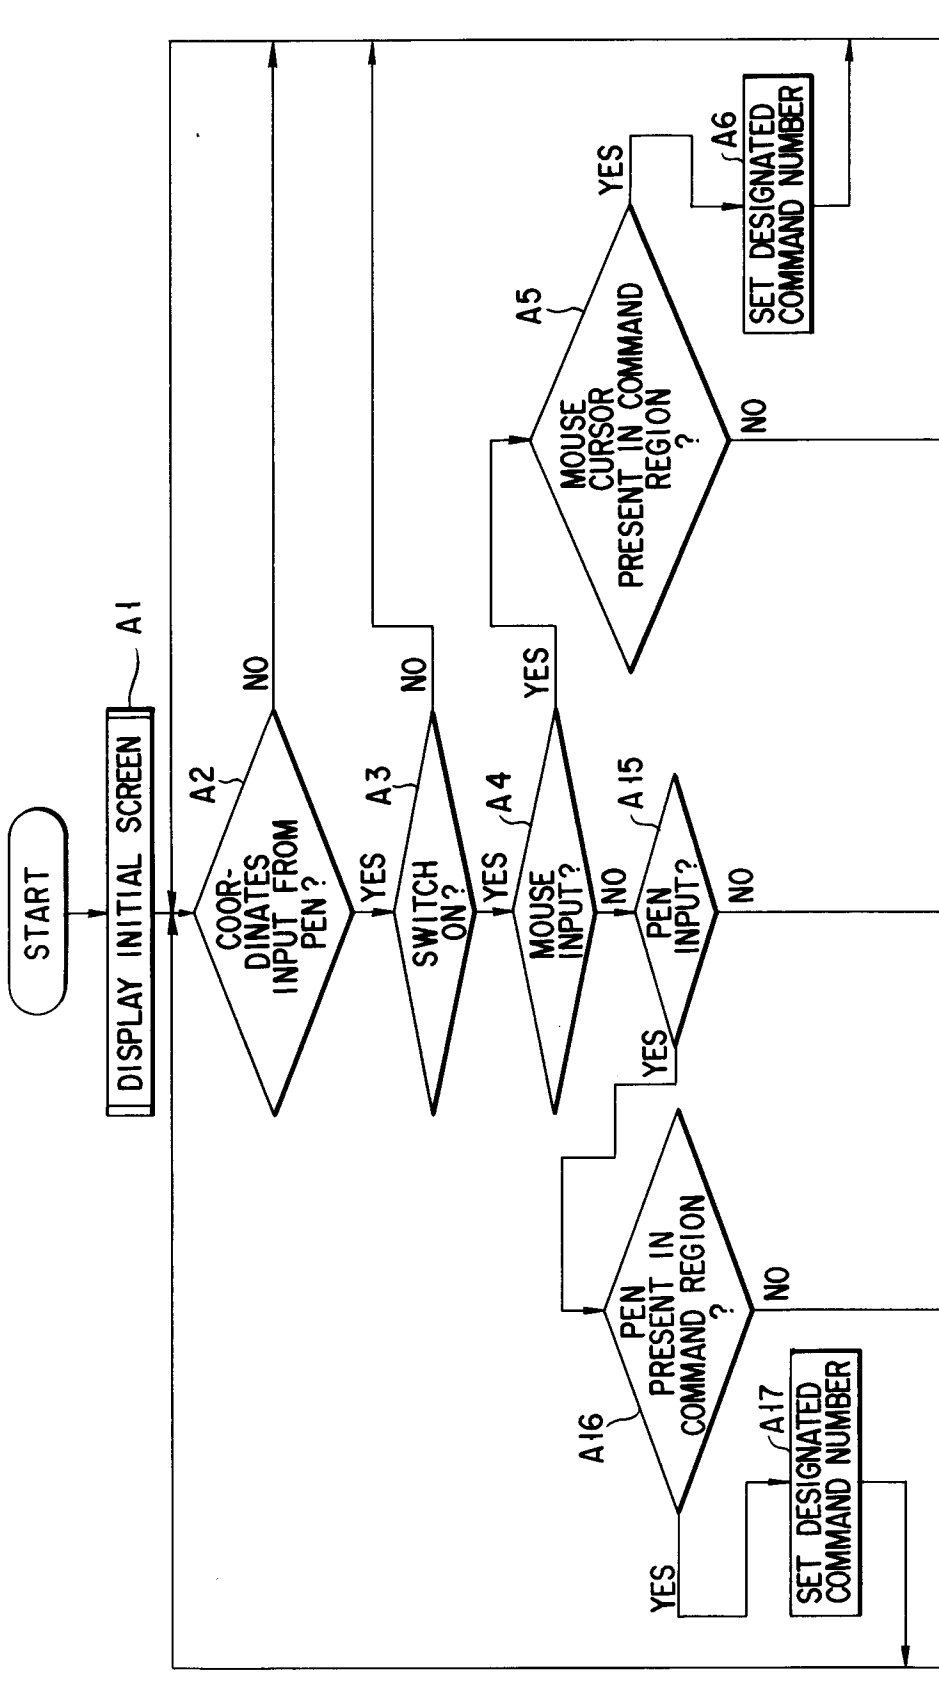 START
DISPLAY INITIAL SCREEN
A1
A2
COOR-
DINATES
INPUT FROM
PEN?
NO
YES
A3
SWITCH
ON?
NO
YES
A4
MOUSE
INPUT?
YES
NO
A5
MOUSE
CURSOR
PRESENT IN COMMAND
REGION
?
YES
NO
A6
SET DESIGNATED
COMMAND NUMBER
A15
PEN
INPUT?
YES
NO
A16
PEN
PRESENT IN
COMMAND REGION
?
YES
NO
A17
SET DESIGNATED
COMMAND NUMBER